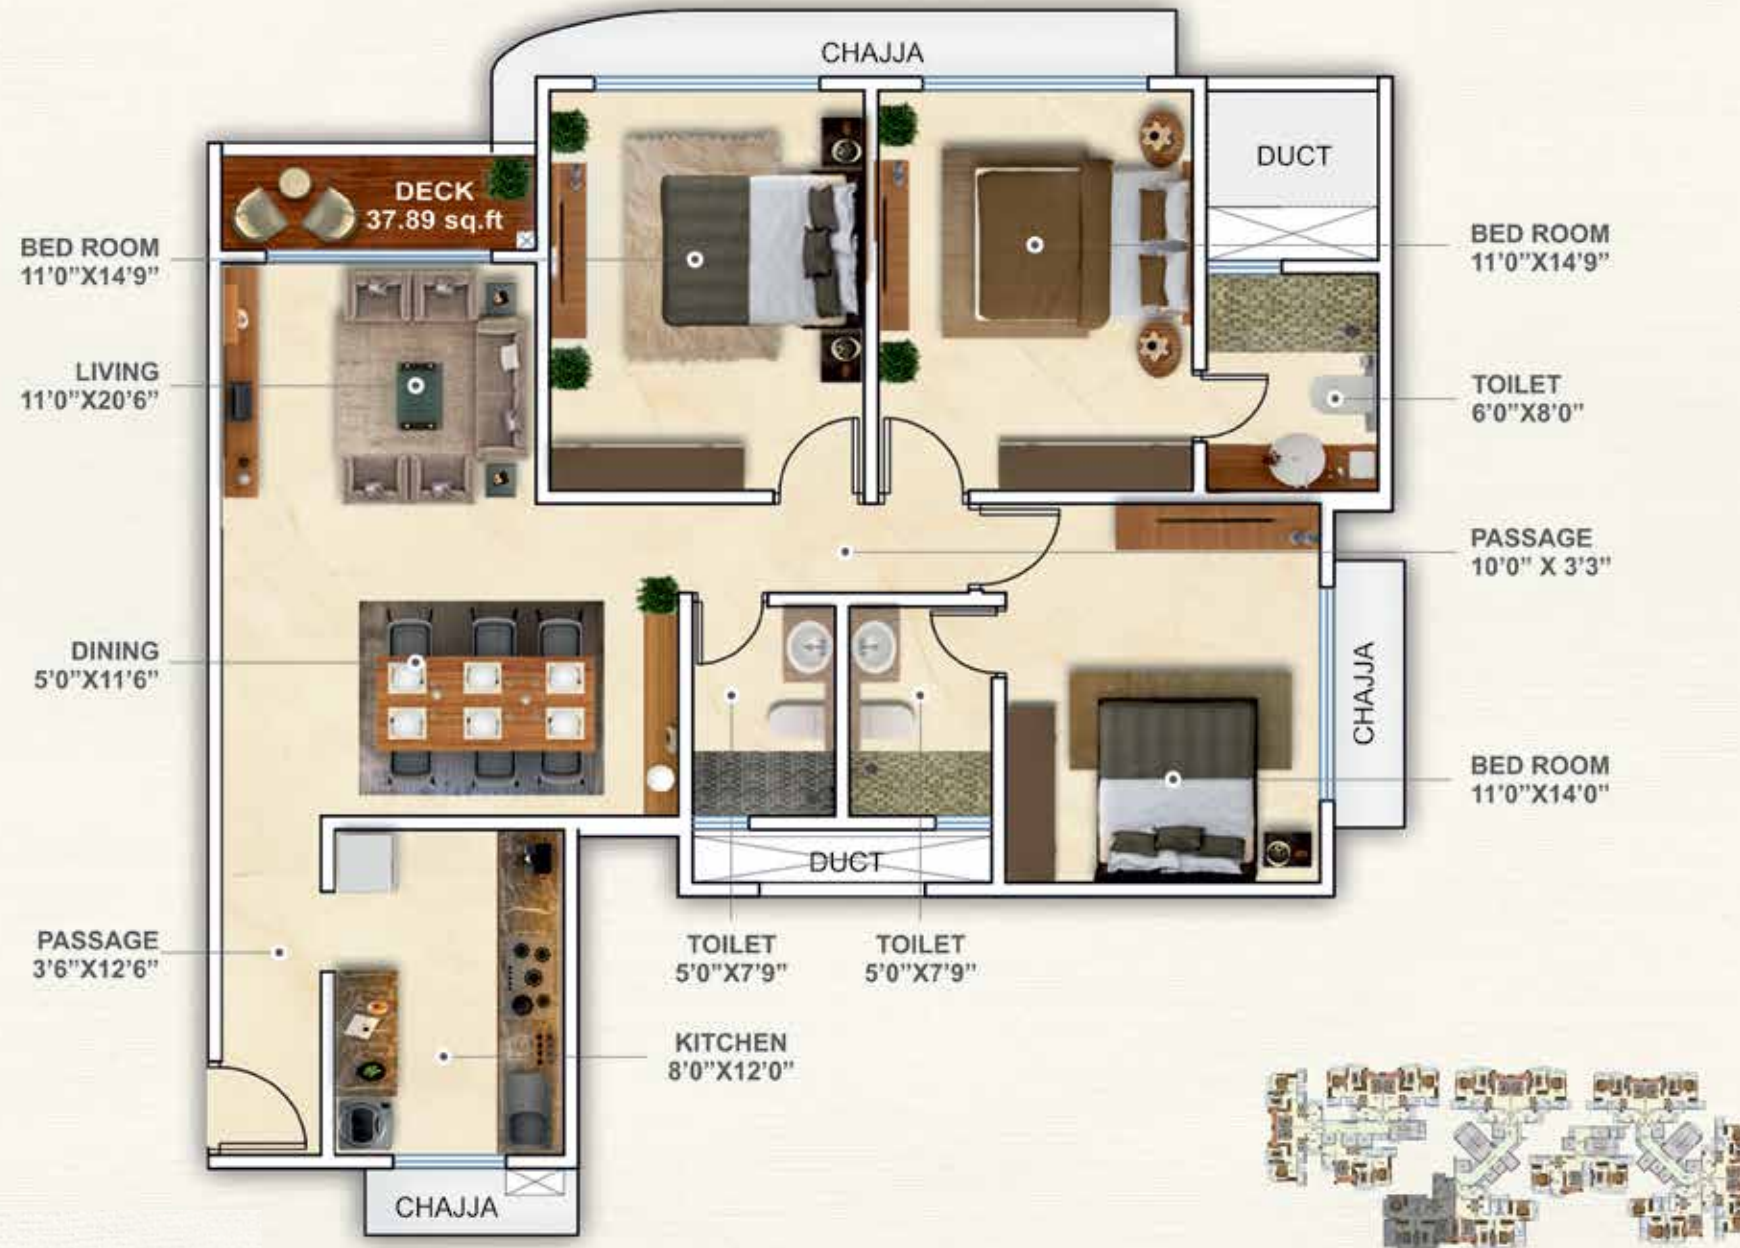 CHAJJA
DUCT
DECK
37.89 sq.ft
BED ROOM
11'0"X14'9"
BED ROOM
11'0"X14'9"
LIVING
11'0"X20'6"
TOILET
6'0"X8'0"
PASSAGE
10'0" X 3'3"
DINING
5'0"X11'6"
CHAJJA
BED ROOM
11'0"X14'0"
DUCT
PASSAGE
3'6"X12'6"
TOILET
5'0"X7'9"
TOILET
5'0"X7'9"
KITCHEN
8'0"X12'0"
CHAJJA